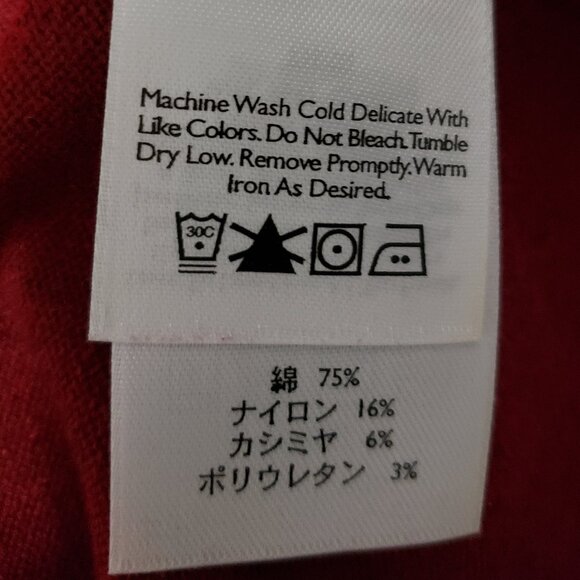 Machine Wash Cold Delicate With
Like Colors. Do Not Bleach. Tumble
Dry Low. Remove Promptly. Warm
Iron As Desired.
30C
綿 75%
ナイロン 16%
カシミヤ 6%
ポリウレタン 3%